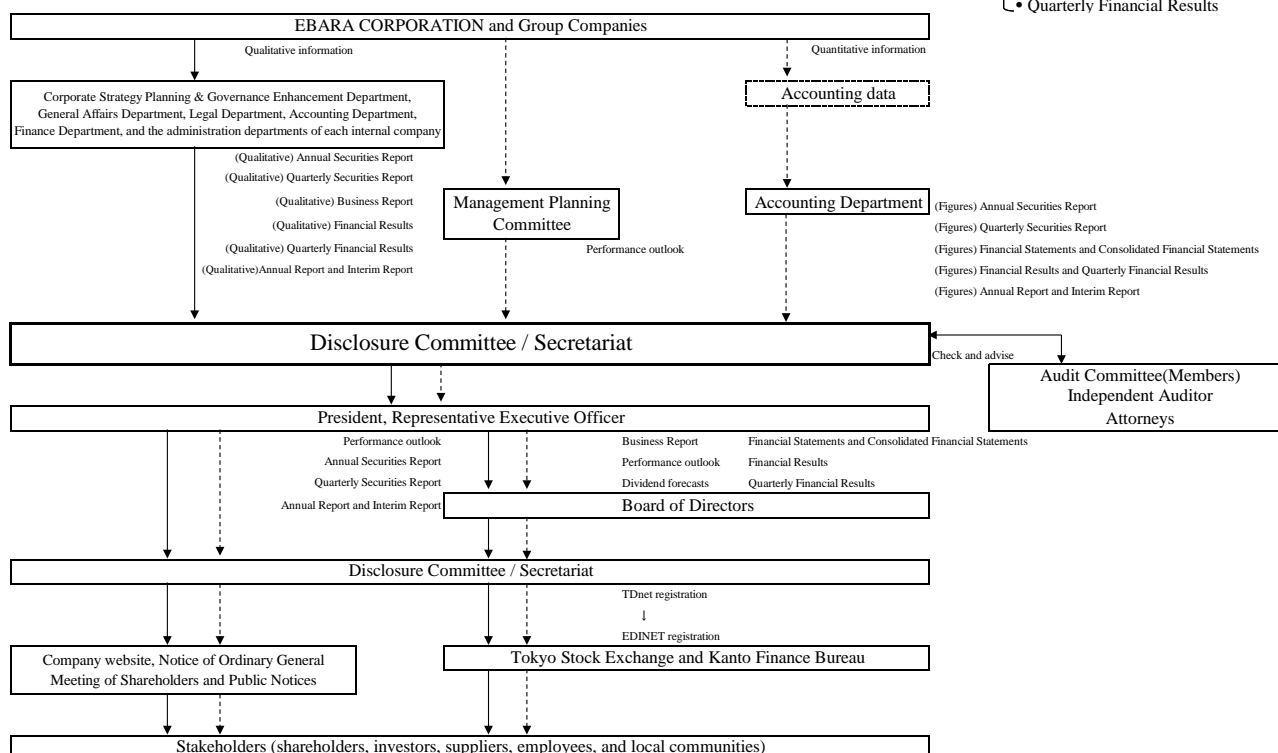 • Quarterly Financial Results
EBARA CORPORATION and Group Companies
Qualitative information
Quantitative information
Corporate Strategy Planning & Governance Enhancement Department,
General Affairs Department, Legal Department, Accounting Department,
Finance Department, and the administration departments of each internal company
Accounting data
(Qualitative) Annual Securities Report
(Qualitative) Quarterly Securities Report
(Qualitative) Business Report
(Qualitative) Financial Results
(Qualitative) Quarterly Financial Results
(Qualitative)Annual Report and Interim Report
Management Planning
Committee
Performance outlook
Accounting Department
(Figures) Annual Securities Report
(Figures) Quarterly Securities Report
(Figures) Financial Statements and Consolidated Financial Statements
(Figures) Financial Results and Quarterly Financial Results
(Figures) Annual Report and Interim Report
Disclosure Committee / Secretariat
Check and advise
Audit Committee(Members)
Independent Auditor
Attorneys
President, Representative Executive Officer
Performance outlook
Annual Securities Report
Quarterly Securities Report
Annual Report and Interim Report
Business Report
Performance outlook
Dividend forecasts
Financial Statements and Consolidated Financial Statements
Financial Results
Quarterly Financial Results
Board of Directors
Disclosure Committee / Secretariat
TDnet registration
↓
EDINET registration
Company website, Notice of Ordinary General
Meeting of Shareholders and Public Notices
Tokyo Stock Exchange and Kanto Finance Bureau
Stakeholders (shareholders, investors, suppliers, employees, and local communities)